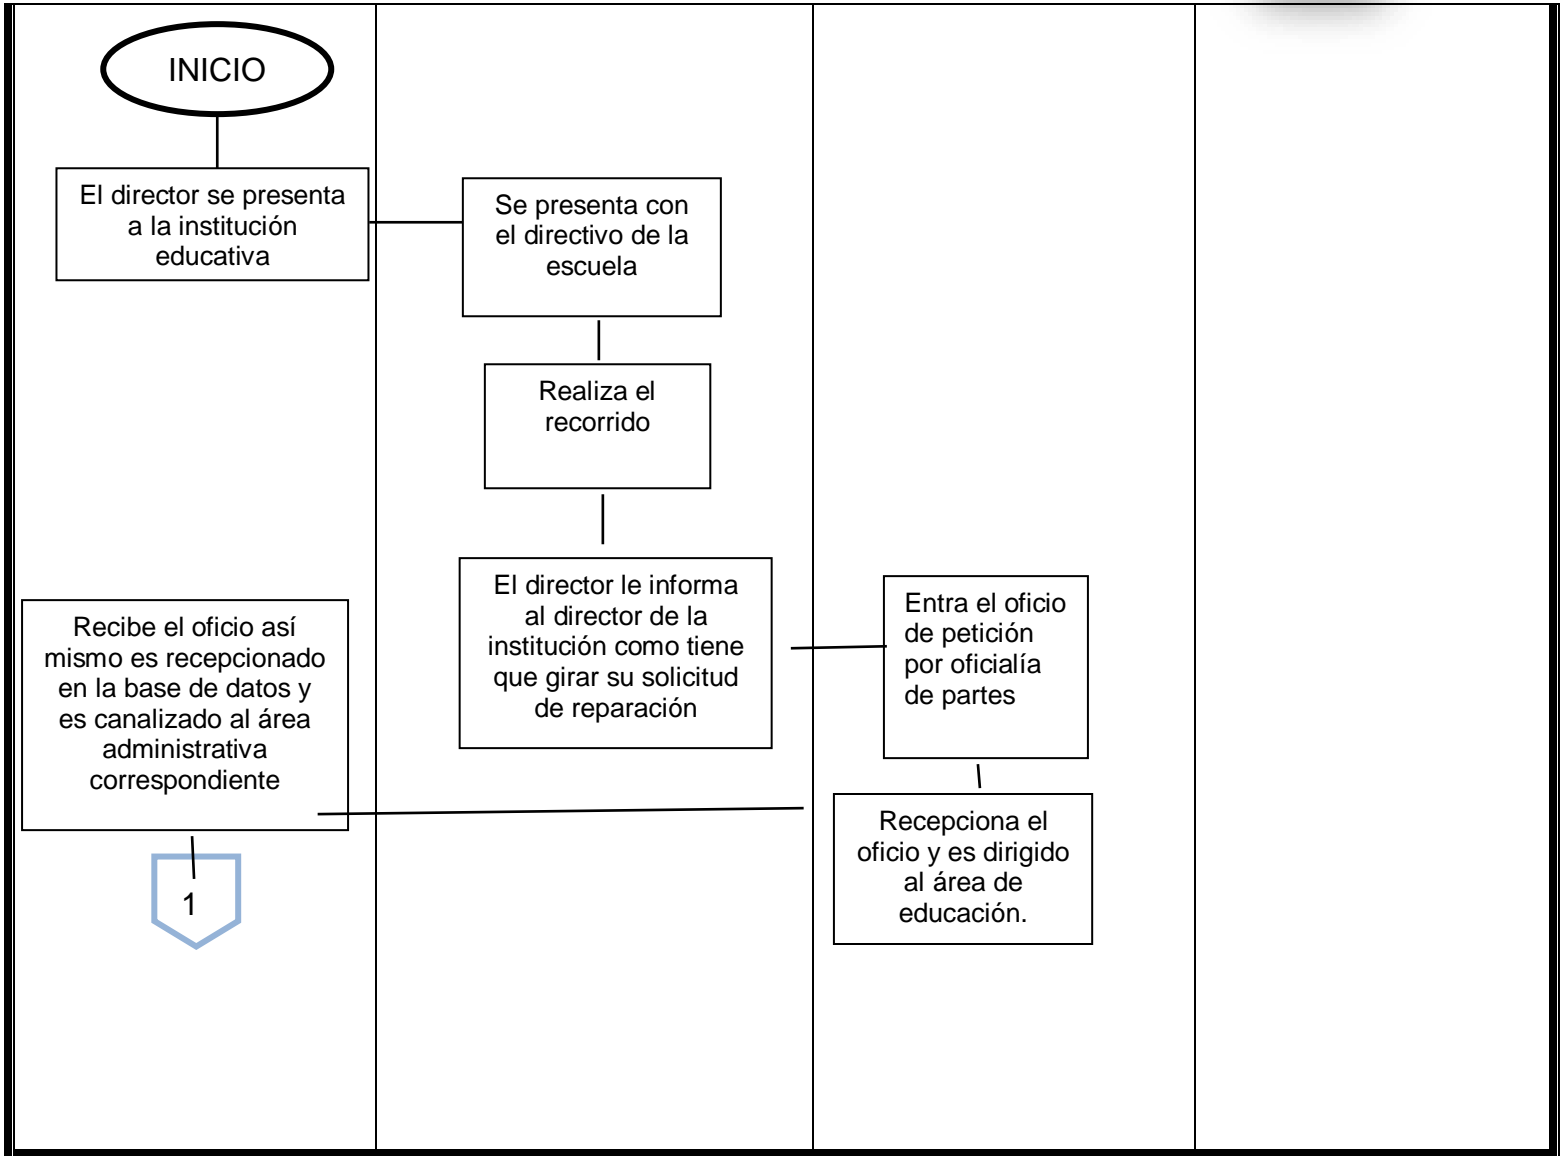 INICIO
El director se presenta
a la institución
educativa
Se presenta con
el directivo de la
escuela
Realiza el
recorrido
El director le informa
al director de la
institución como tiene
que girar su solicitud
de reparación
Entra el oficio
de petición
por oficialía
de partes
Recepciona el
oficio y es dirigido
al área de
educación.
Recibe el oficio así
mismo es recepcionado
en la base de datos y
es canalizado al área
administrativa
correspondiente
1